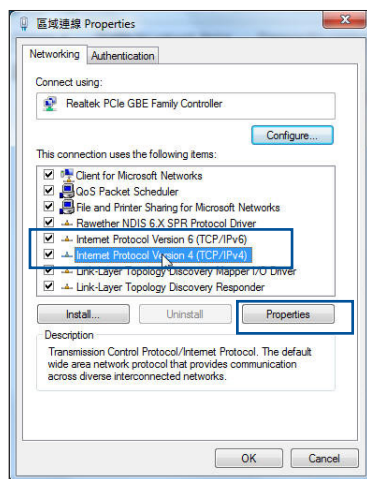 區域連線 Properties
Networking Authentication
Connect using:
Realtek PCIe GBE Family Controller
Configure...
This connection uses the following items:
Client for Microsoft Networks
QoS Packet Scheduler
File and Printer Sharing for Microsoft Networks
Rawether NDIS 6.X SPR Protocol Driver
Internet Protocol Version 6 (TCP/IPv6)
Internet Protocol Version 4 (TCP/IPv4)
Link-Layer Topology Discovery Mapper I/O Driver
Link-Layer Topology Discovery Responder
Install... Uninstall Properties
Description
Transmission Control Protocol/Internet Protocol. The default
wide area network protocol that provides communication
across diverse interconnected networks.
OK Cancel